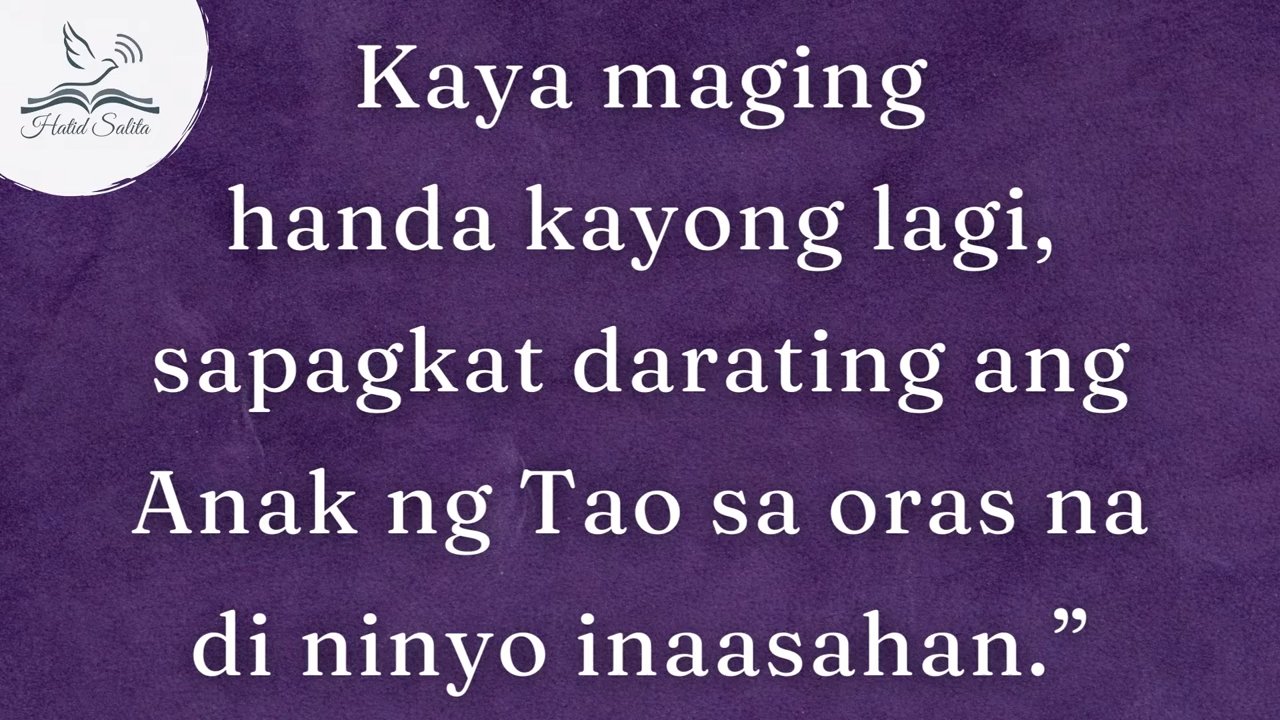 Hatid Salita
Kaya maging
handa kayong lagi,
sapagkat darating ang
Anak ng Tao sa oras na
di ninyo inaasahan.”